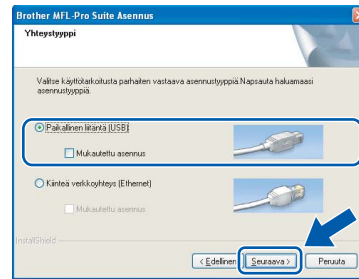 Brother MFL-Pro Suite Asennus
Yhteystyyppi
Valitse käyttötarkoitusta parhaiten vastaava asennustyyppiä.Napsauta haluamaasi
asennustyyppiä.
Paikallinen liitäntä (USB)
Mukautettu asennus
Kiinteä verkkoyhteys (Ethernet)
Mukautettu asennus
InstallShield
< Edellinen
Seuraava >
Peruuta